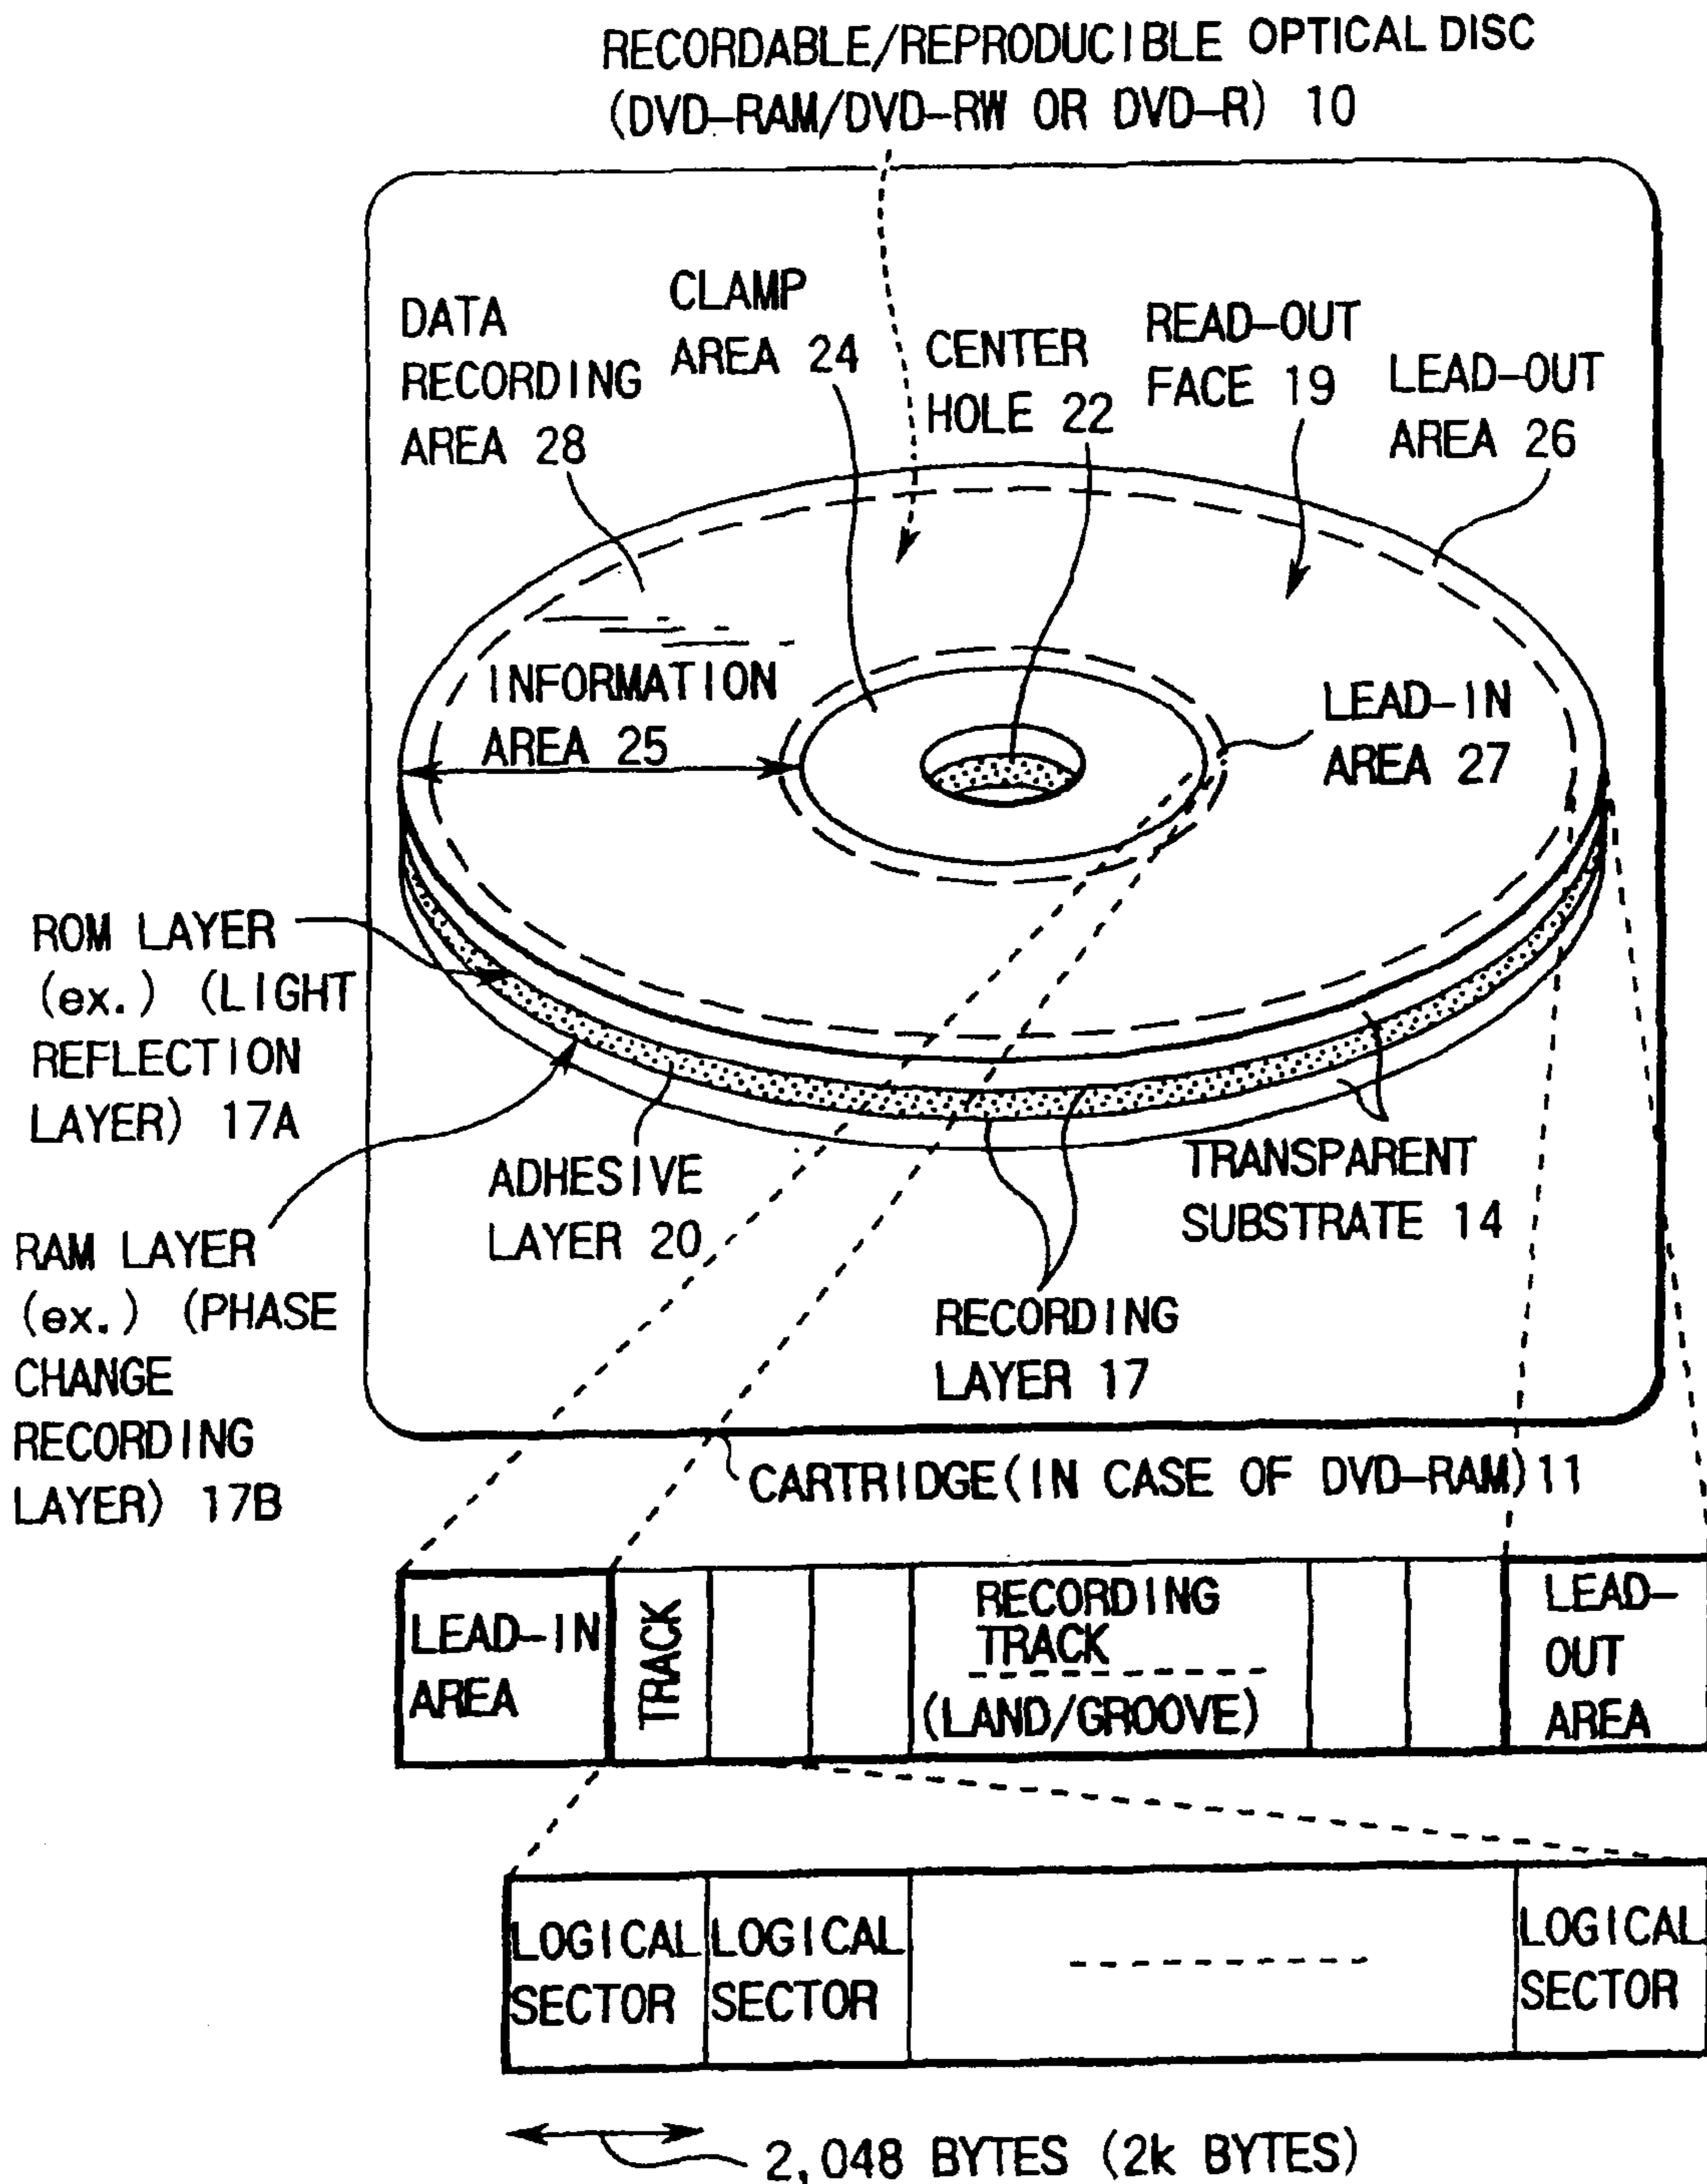 RECORDABLE/REPRODUCIBLE OPTICAL DISC
(DVD-RAM/DVD-RW OR DVD-R) 10
DATA
RECORDING
AREA 28
CLAMP
AREA 24
CENTER
HOLE 22
READ-OUT
FACE 19
LEAD-OUT
AREA 26
INFORMATION
AREA 25
LEAD-IN
AREA 27
ROM LAYER
(ex.) (LIGHT
REFLECTION
LAYER) 17A
ADHESIVE
LAYER 20
TRANSPARENT
SUBSTRATE 14
RAM LAYER
(ex.) (PHASE
CHANGE
RECORDING
LAYER) 17B
RECORDING
LAYER 17
CARTRIDGE(IN CASE OF DVD-RAM)11
LEAD-IN
AREA
TRACK
RECORDING
TRACK
(LAND/GROOVE)
LEAD-
OUT
AREA
LOGICAL
SECTOR
LOGICAL
SECTOR
LOGICAL
SECTOR
2,048 BYTES (2k BYTES)